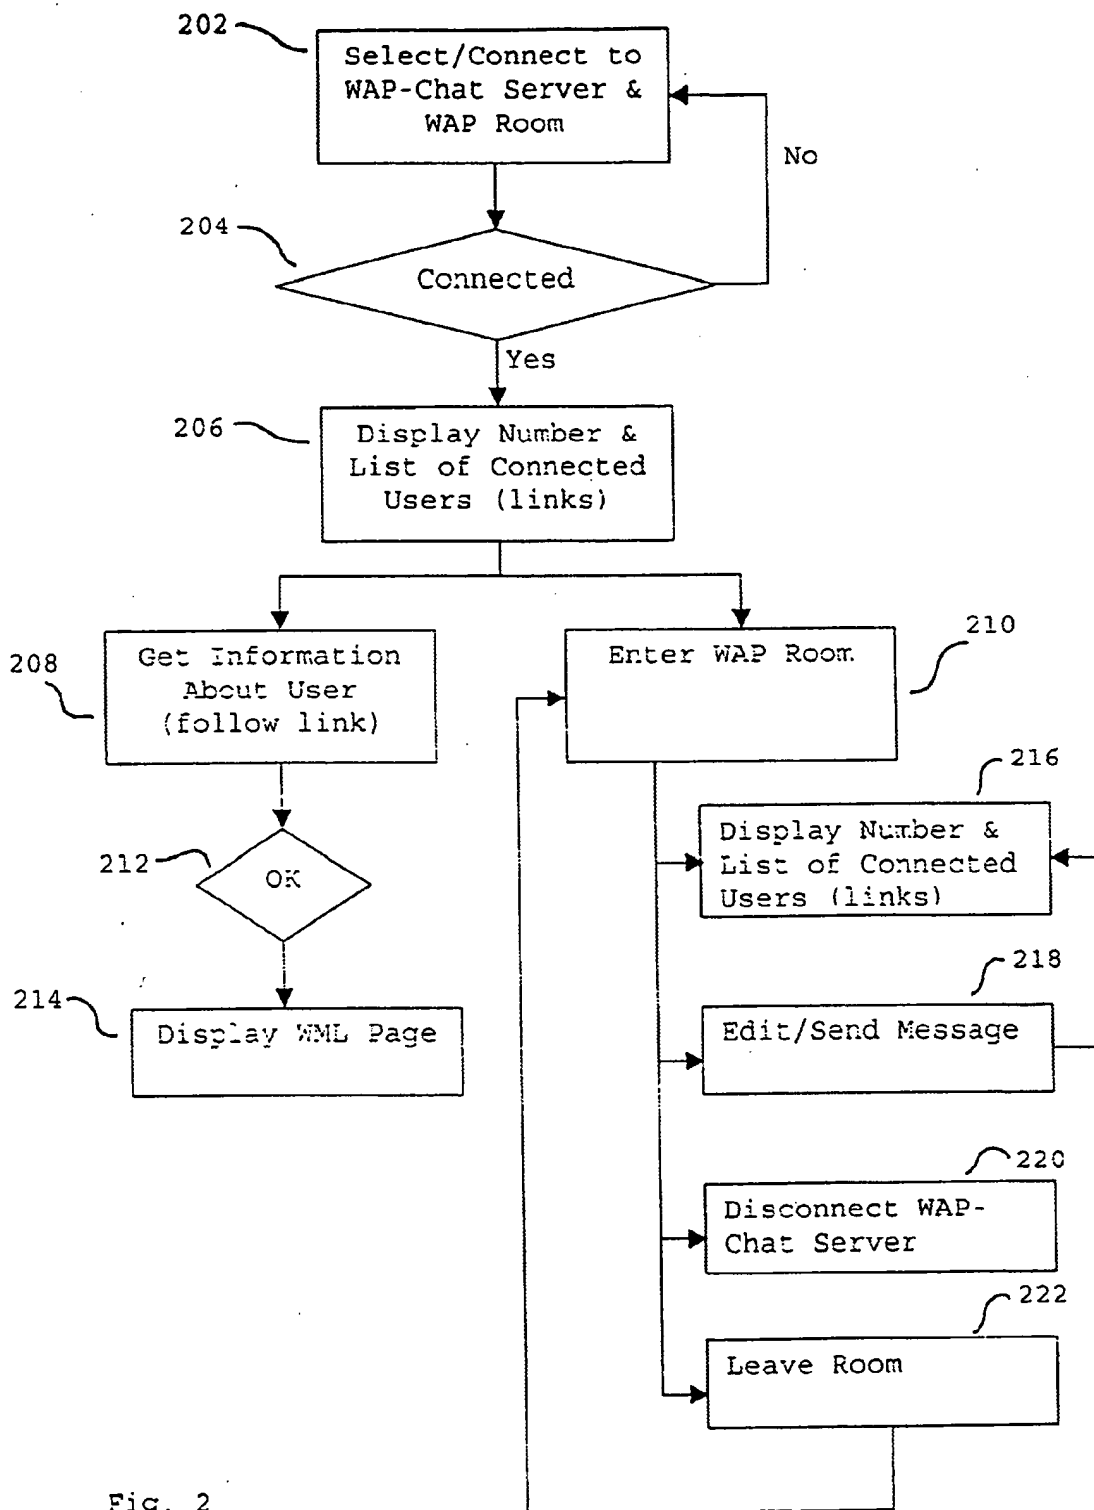 202
Select/Connect to
WAP-Chat Server &
WAP Room
No
204
Connected
Yes
206
Display Number &
List of Connected
Users (links)
208
Get Information
About User
(follow link)
210
Enter WAP Room
212
OK
214
Display WML Page
216
Display Number &
List of Connected
Users (links)
218
Edit/Send Message
220
Disconnect WAP-
Chat Server
222
Leave Room
Fig. 2